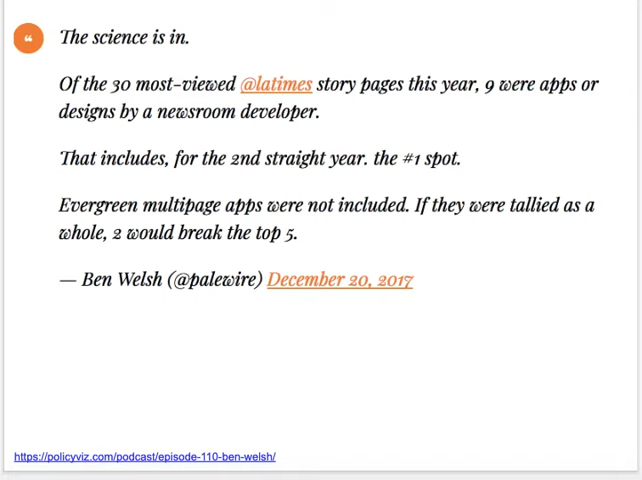 The science is in.
Of the 30 most-viewed @latimes story pages this year, 9 were apps or
designs by a newsroom developer.
That includes, for the 2nd straight year. the #1 spot.
Evergreen multipage apps were not included. If they were tallied as a
whole, 2 would break the top 5.
— Ben Welsh (@palewire) December 20, 2017
https://policyviz.com/podcast/episode-110-ben-welsh/